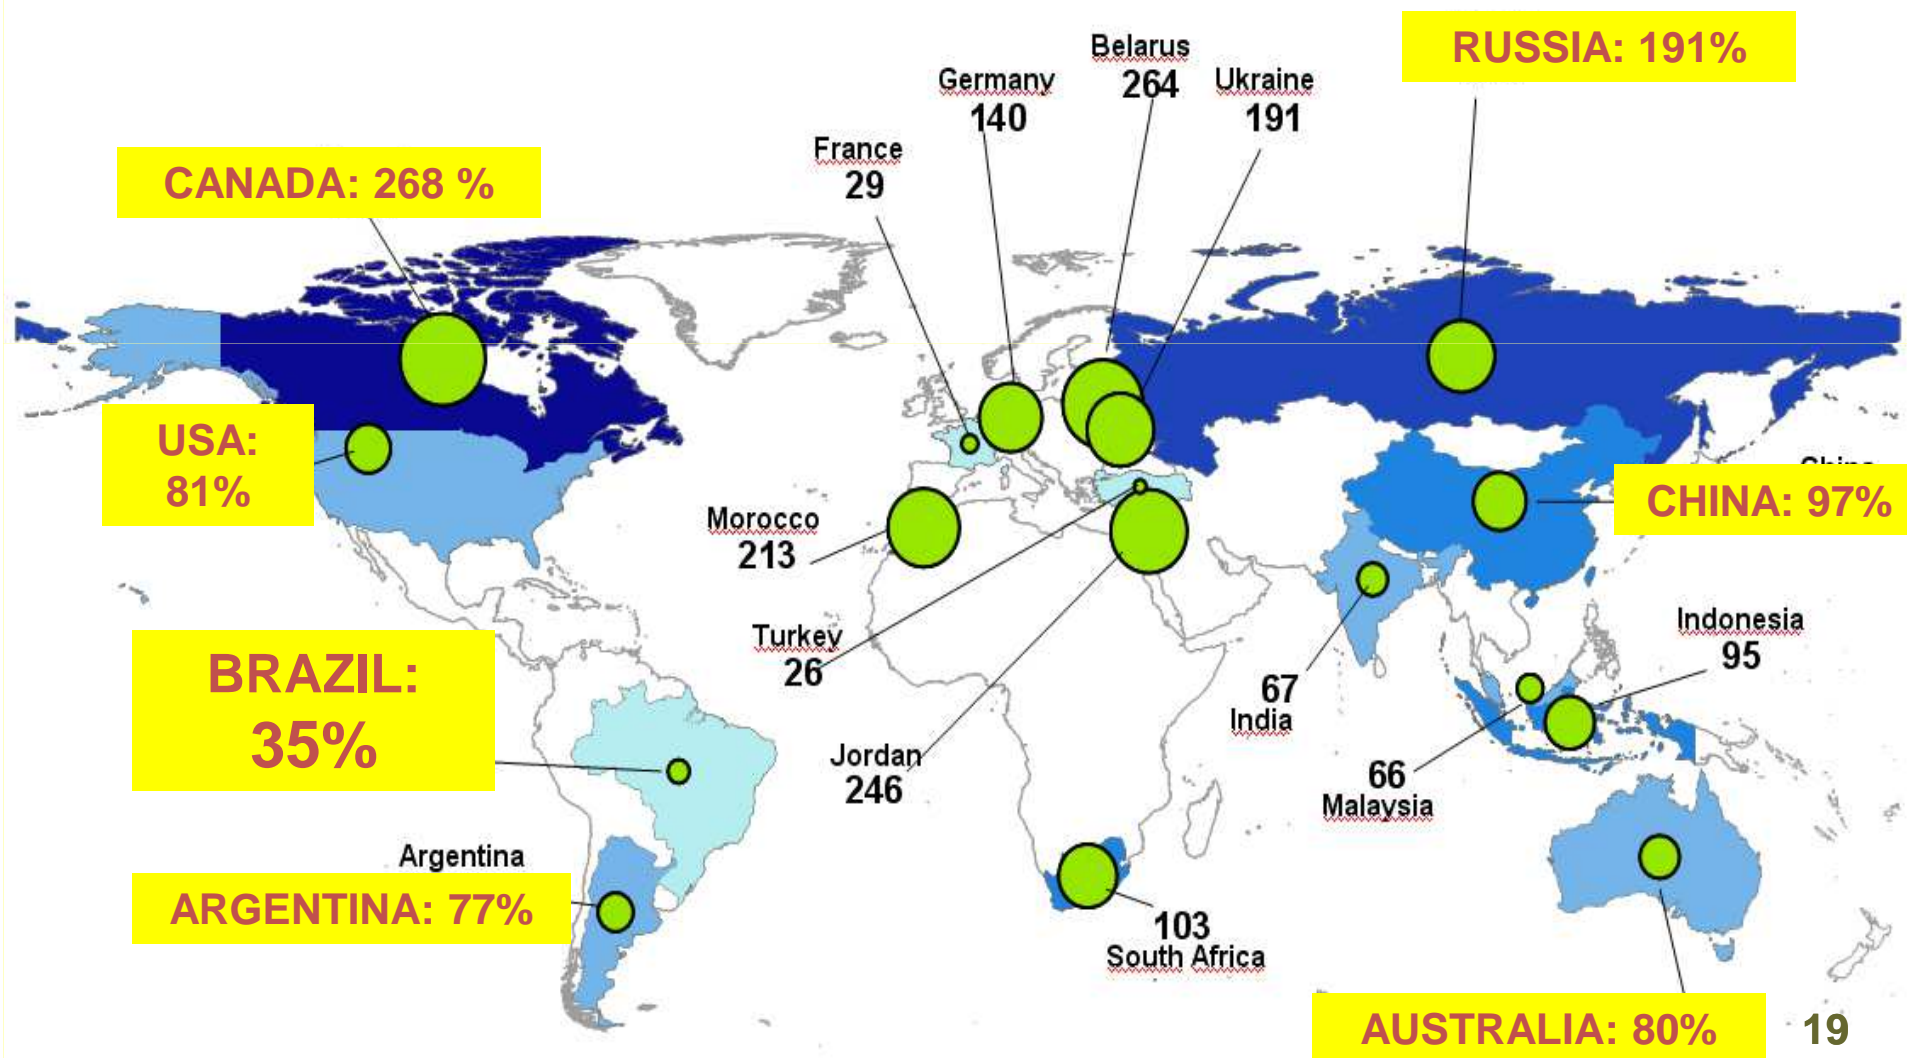 RUSSIA: 191%
Belarus
264
Germany
140
Ukraine
191
France
29
CANADA: 268 %
USA:
81%
China
CHINA: 97%
Morocco
213
Turkey
26
BRAZIL:
35%
Jordan
246
67
India
Indonesia
95
66
Malaysia
Argentina
ARGENTINA: 77%
103
South Africa
AUSTRALIA: 80%
19